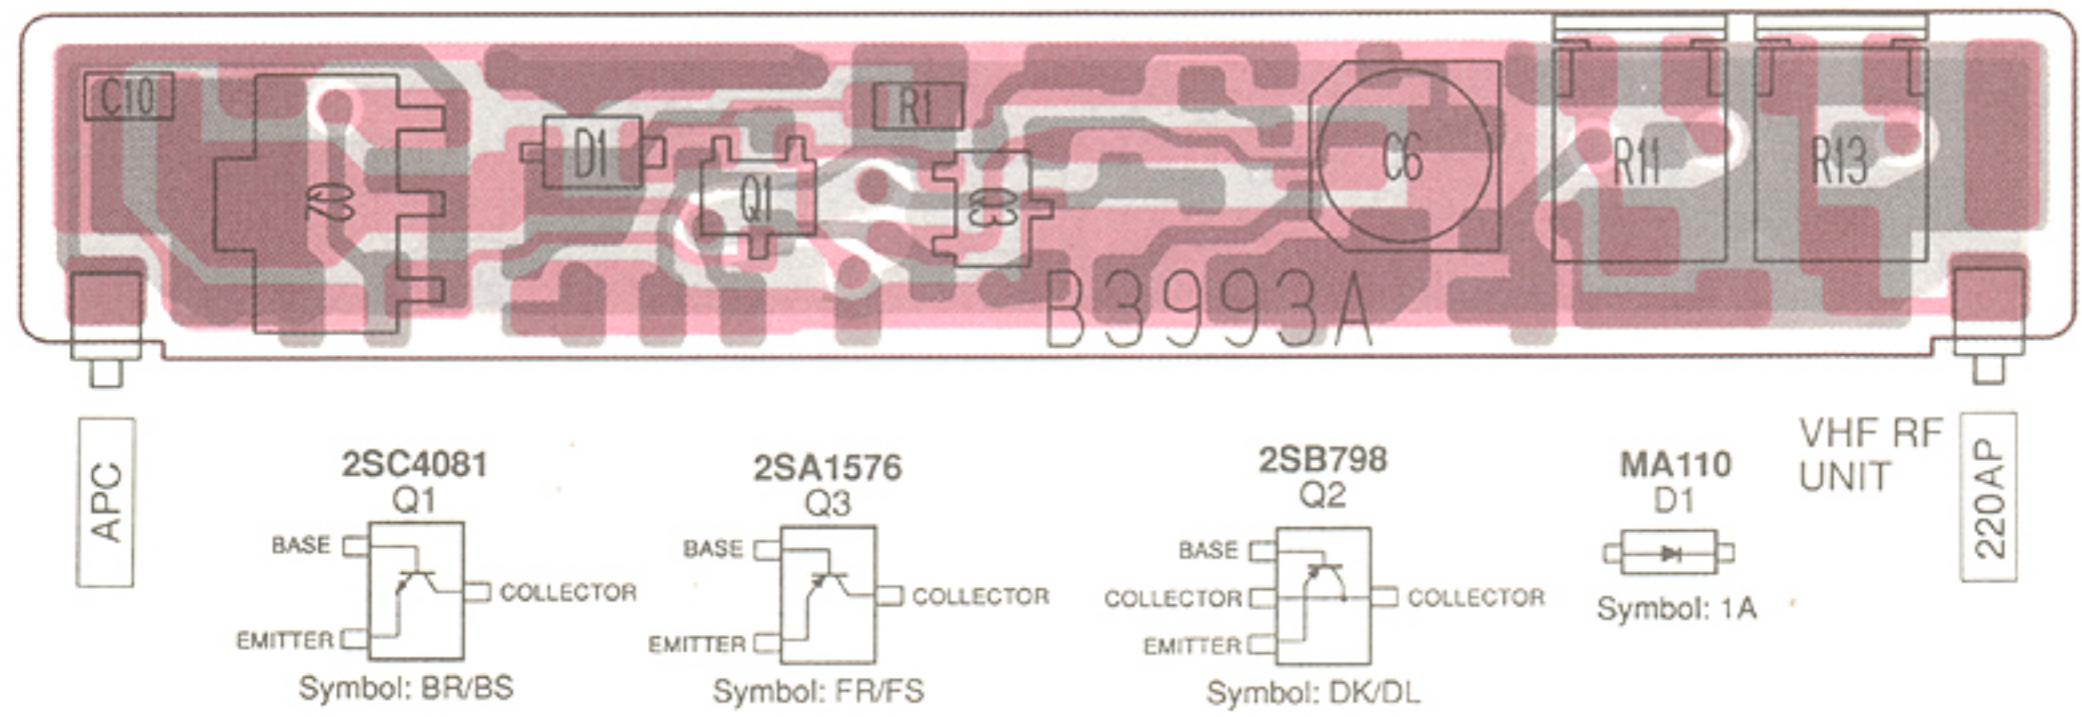 C10
Q2
D1
Q1
R1
Q3
C6
R11
R13
B3993A
APC
2SC4081
Q1
BASE
COLLECTOR
EMITTER
Symbol: BR/BS
2SA1576
Q3
BASE
COLLECTOR
EMITTER
Symbol: FR/FS
2SB798
Q2
BASE
COLLECTOR
COLLECTOR
EMITTER
Symbol: DK/DL
MA110
D1
Symbol: 1A
VHF RF
UNIT
220AP